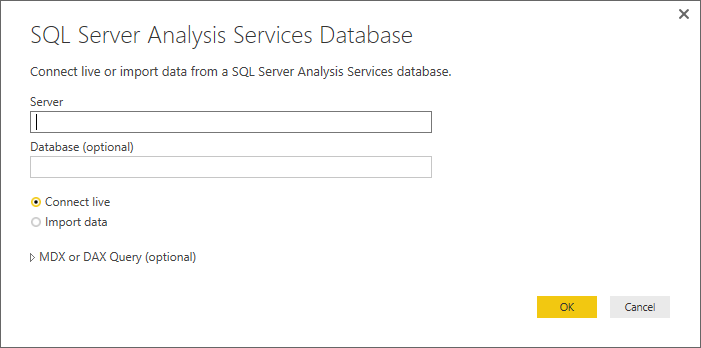 SQL Server Analysis Services Database
Connect live or import data from a SQL Server Analysis Services database.
Server
Database (optional)
Connect live
Import data
MDX or DAX Query (optional)
OK
Cancel